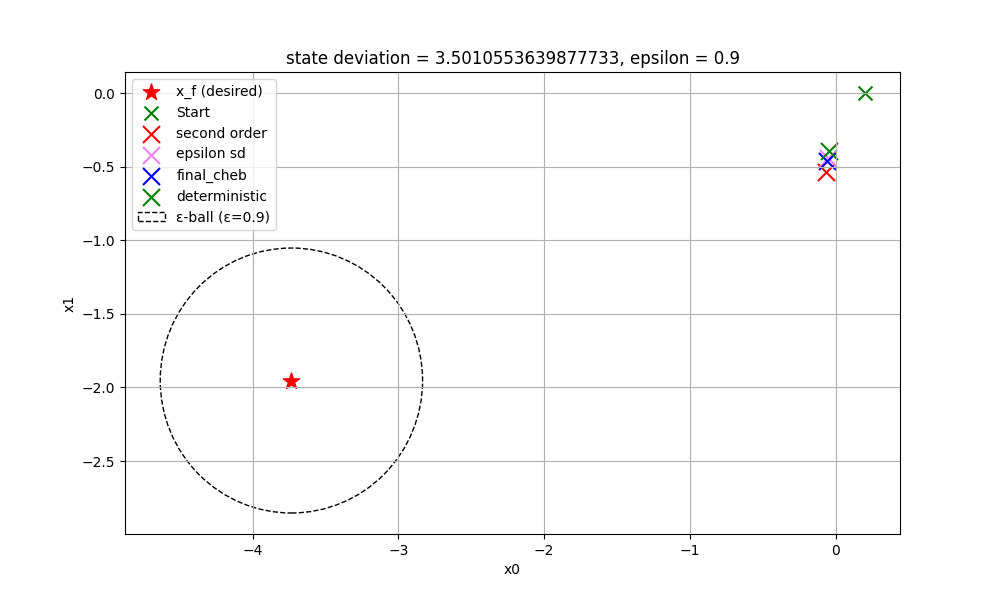 state deviation = 3.5010553639877733, epsilon = 0.9
x_f (desired)
Start
second order
epsilon sd
final_cheb
deterministic
ε-ball (ε=0.9)
0.0
−0.5
−1.0
−1.5
−2.0
−2.5
x1
−4
−3
−2
−1
0
x0